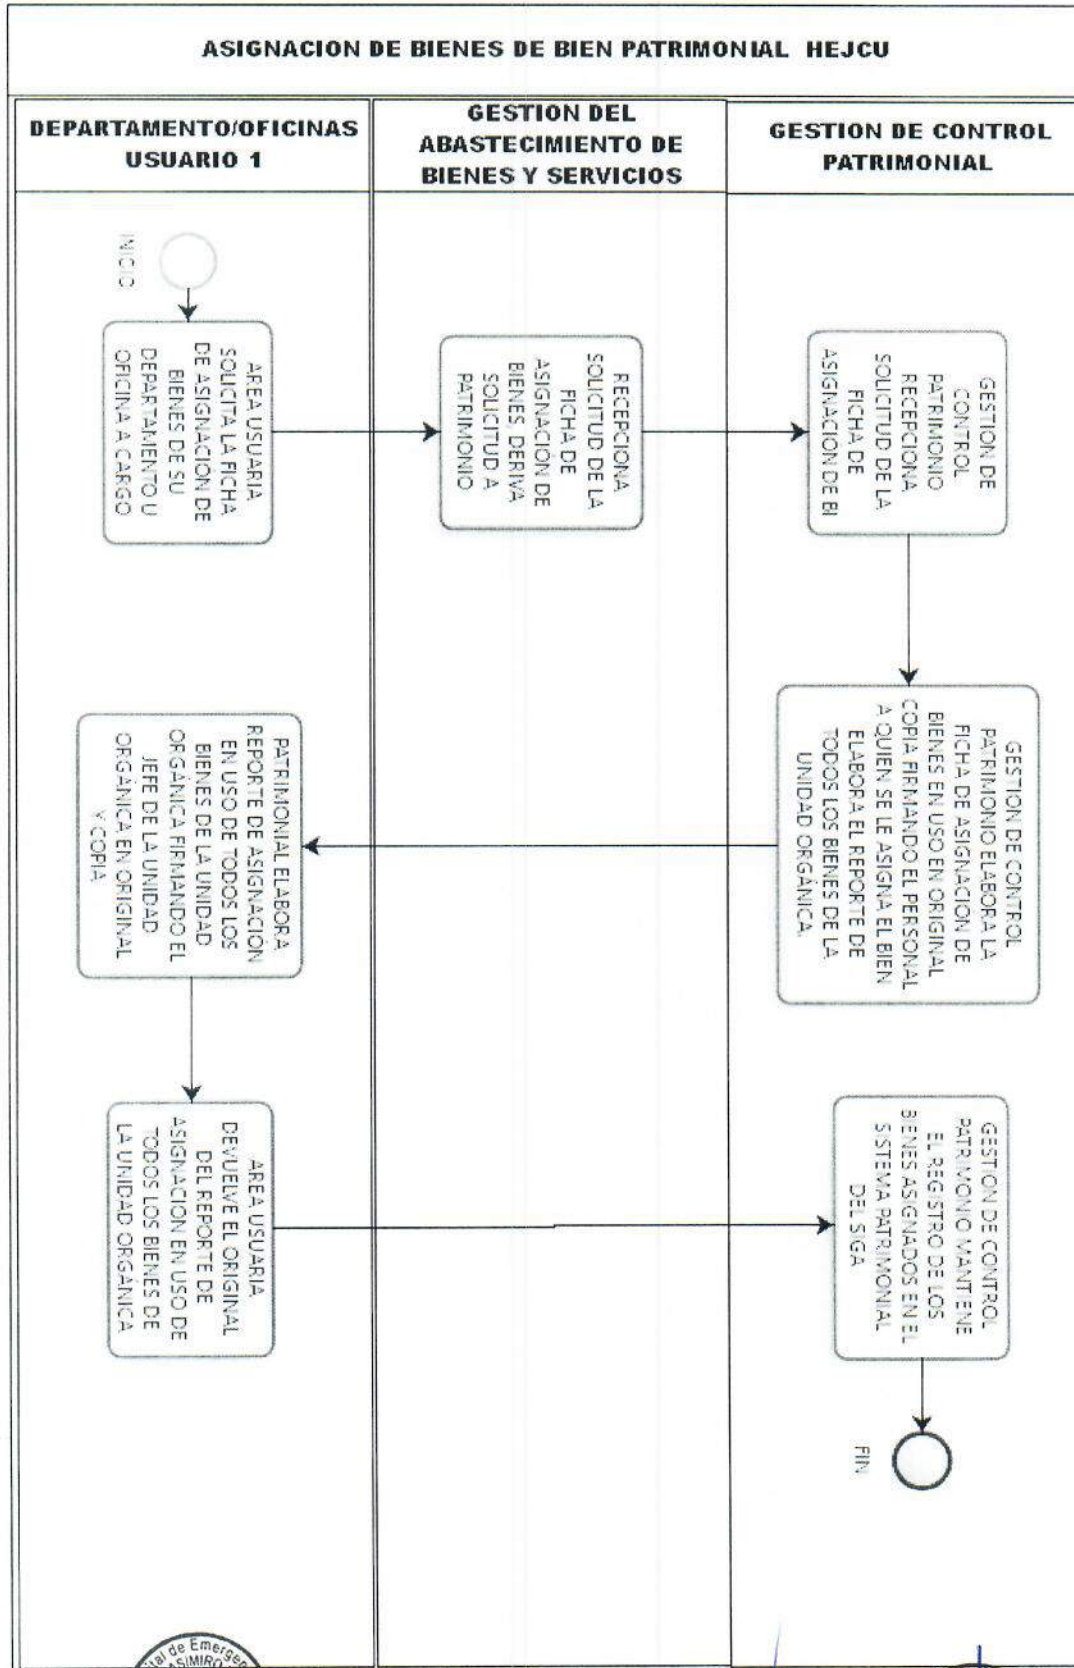 ASIGNACION DE BIENES DE BIEN PATRIMONIAL HEJCU
DEPARTAMENTO/OFICINAS
USUARIO 1
GESTION DEL
ABASTECIMIENTO DE
BIENES Y SERVICIOS
GESTION DE CONTROL
PATRIMONIAL
INICIO
AREA USUARIA
SOLICITA LA FICHA
DE ASIGNACIÓN DE
BIENES DE SU
DEPARTAMENTO U
OFICINA A CARGO
RECEPCIONA
SOLICITUD DE LA
FICHA DE
ASIGNACIÓN DE
BIENES, DERIVA
SOLICITUD A
PATRIMONIO
GESTION DE
CONTROL
PATRIMONIO
RECEPCIONA
SOLICITUD DE LA
FICHA DE
ASIGNACION DE BI
GESTION DE CONTROL
PATRIMONIO ELABORA LA
FICHA DE ASIGNACION DE
BIENES EN USO EN ORIGINAL
COPIA FIRMANDO EL PERSONAL
A QUIEN SE LE ASIGNA EL BIEN
ELABORA EL REPORTE DE
TODOS LOS BIENES DE LA
UNIDAD ORGÁNICA.
PATRIMONIAL ELABORA
REPORTE DE ASIGNACIÓN
EN USO DE TODOS LOS
BIENES DE LA UNIDAD
ORGÁNICA FIRMANDO EL
JEFE DE LA UNIDAD
ORGÁNICA EN ORIGINAL
Y COPIA
AREA USUARIA
DEVUELVE EL ORIGINAL
DEL REPORTE DE
ASIGNACION EN USO DE
TODOS LOS BIENES DE
LA UNIDAD ORGÁNICA
GESTION DE CONTROL
PATRIMONIO MANTIENE
EL REGISTRO DE LOS
BIENES ASIGNADOS EN EL
SISTEMA PATRIMONIAL
DEL SIGA
FIN
ital de Emerge
ASIMIRO